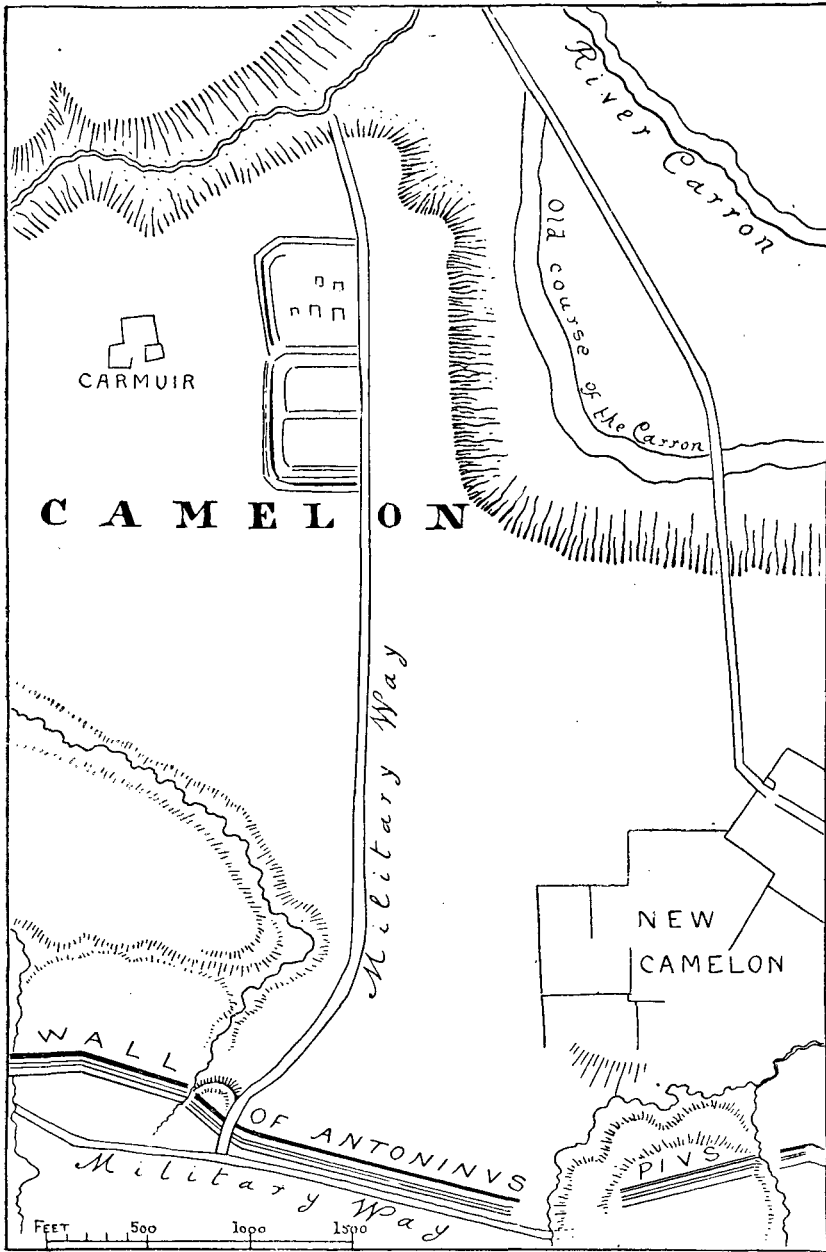 River Carron
Old course of the Carron
CARMUIR
CAMELON
Military Way
NEW
CAMELON
WALL OF ANTONINVS PIVS
Military Way
FEET 500 1000 1500